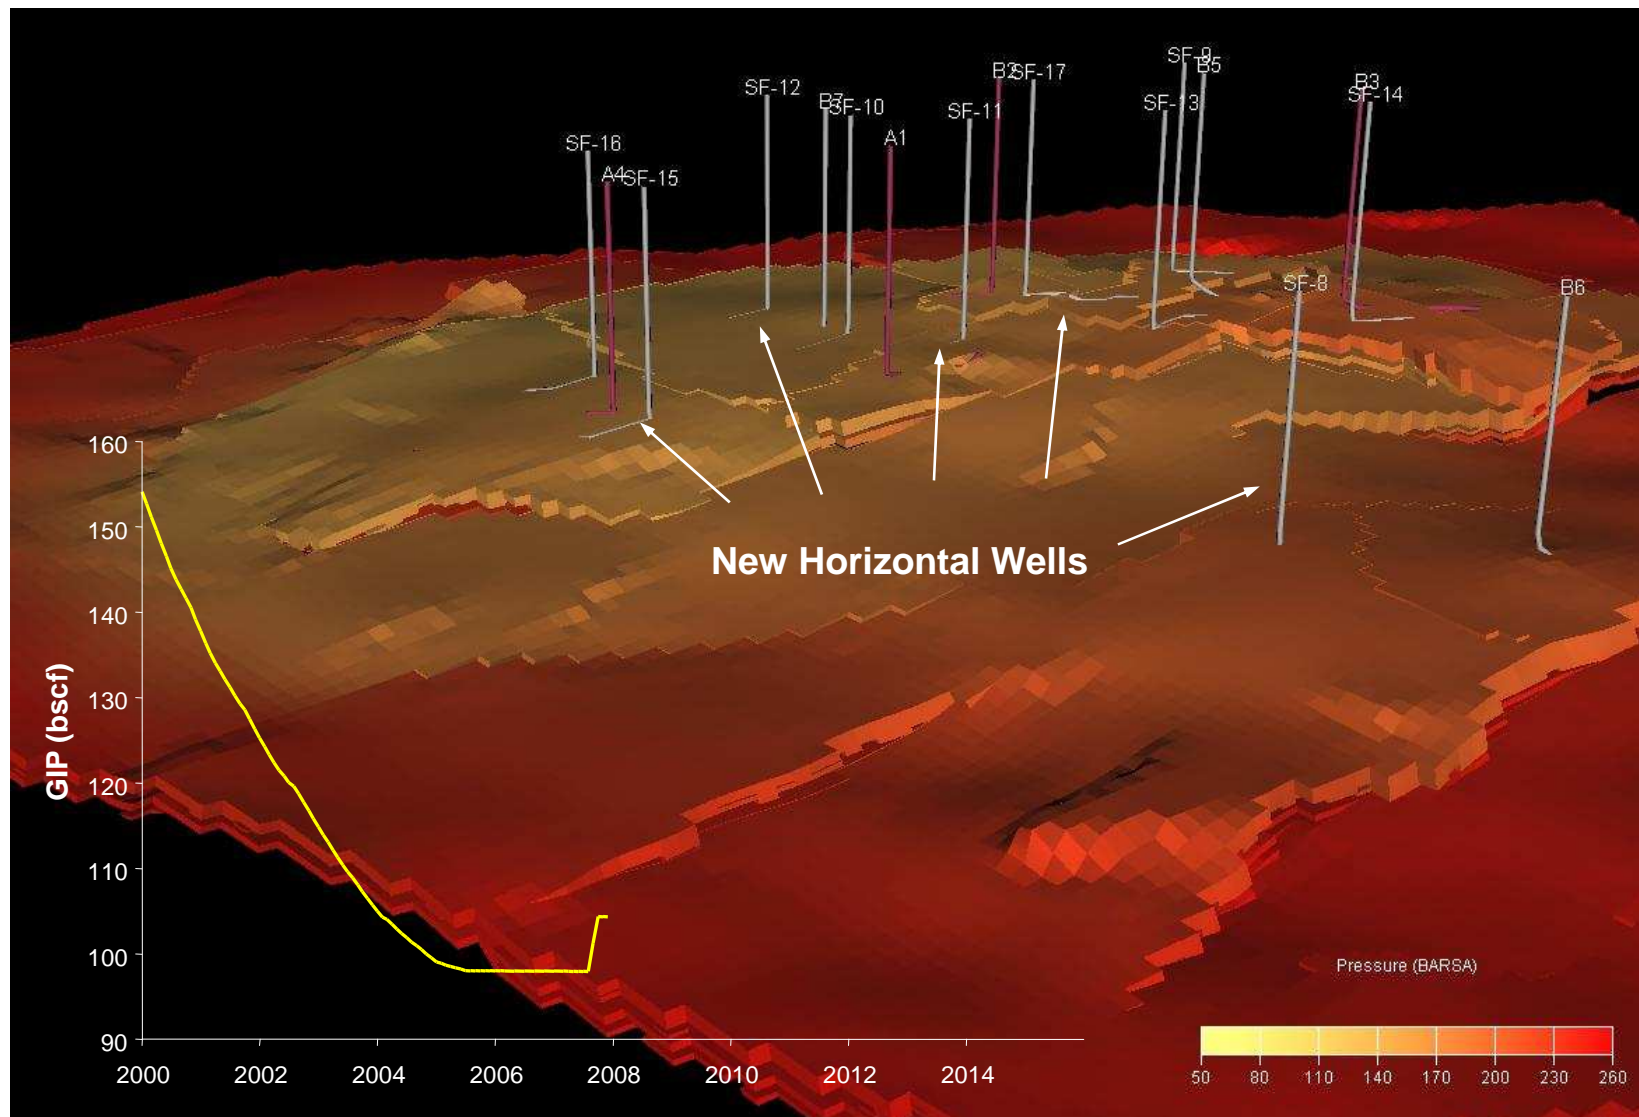 SF-9
B5
B2
SF-17
SF-12
B3
SF-14
B7
SF-10
SF-11
SF-13
A1
SF-16
A4
SF-15
SF-8
B6
New Horizontal Wells
GIP (bscf)
160
150
140
130
120
110
100
90
2000 2002 2004 2006 2008 2010 2012 2014
Pressure (BARSA)
50 80 110 140 170 200 230 260